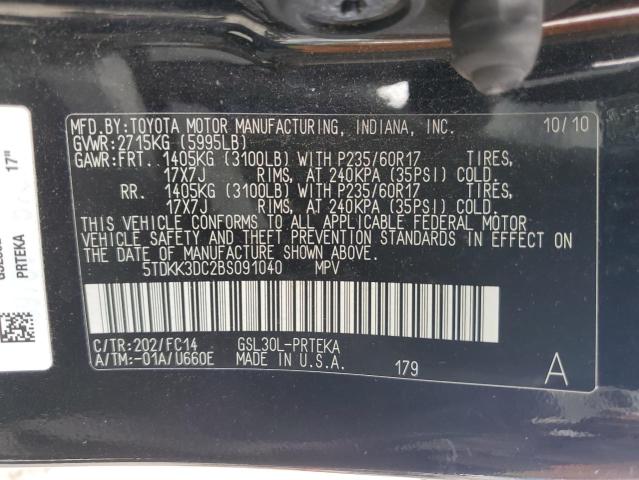 MFD.BY:TOYOTA MOTOR MANUFACTURING, INDIANA, INC. 10/10
GVWR:2715KG (5995LB)
GAWR:FRT. 1405KG (3100LB) WITH P235/60R17 TIRES,
17X7J RIMS, AT 240KPA (35PSI) COLD.
RR. 1405KG (3100LB) WITH P235/60R17 TIRES,
17X7J RIMS, AT 240KPA (35PSI) COLD.
THIS VEHICLE CONFORMS TO ALL APPLICABLE FEDERAL MOTOR
VEHICLE SAFETY AND THEFT PREVENTION STANDARDS IN EFFECT ON
THE DATE OF MANUFACTURE SHOWN ABOVE.
5TDKK3DC2BS091040 MPV
C/TR:202/FC14 GSL30L-PRTEKA
A/TM:-01A/U660E MADE IN U.S.A. 179 A
17"
PRTEKA